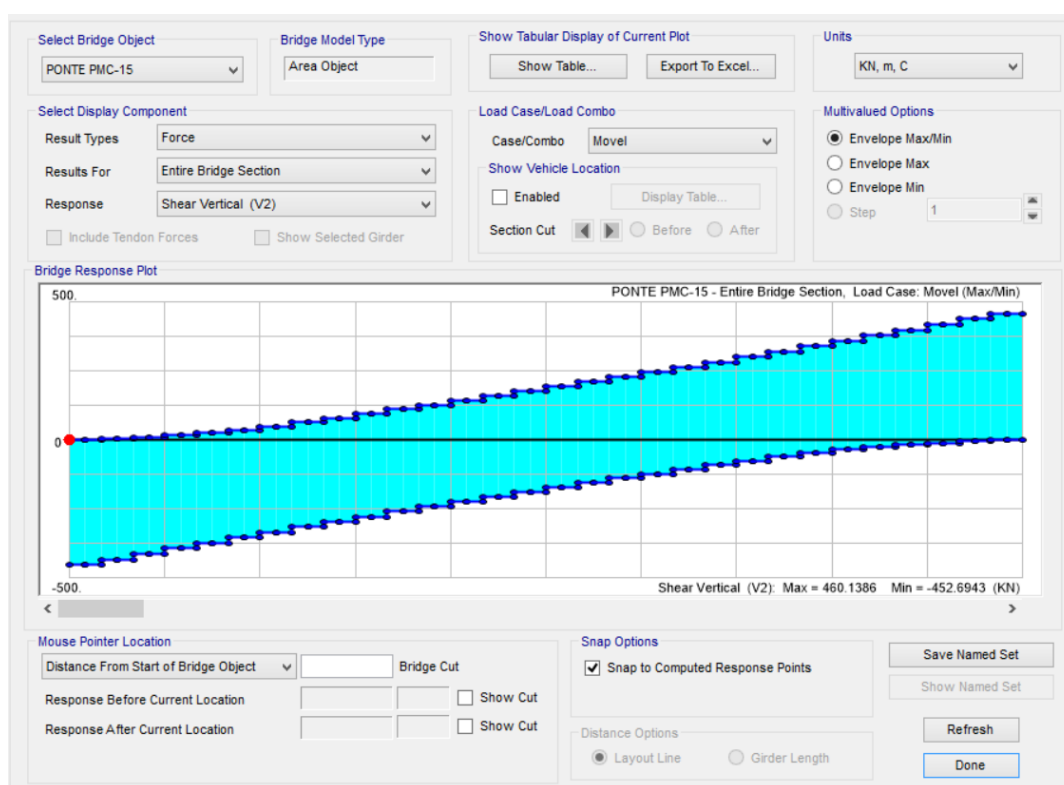 Select Bridge Object
PONTE PMC-15
Bridge Model Type
Area Object
Show Tabular Display of Current Plot
Show Table...
Export To Excel...
Units
KN, m, C
Select Display Component
Result Types
Force
Results For
Entire Bridge Section
Response
Shear Vertical (V2)
Include Tendon Forces
Show Selected Girder
Load Case/Load Combo
Case/Combo
Movel
Show Vehicle Location
Enabled
Display Table...
Section Cut
Before
After
Multivalued Options
Envelope Max/Min
Envelope Max
Envelope Min
Step
1
Bridge Response Plot
500.
PONTE PMC-15 - Entire Bridge Section, Load Case: Movel (Max/Min)
0
-500.
Shear Vertical (V2): Max = 460.1386 Min = -452.6943 (KN)
Mouse Pointer Location
Distance From Start of Bridge Object
Bridge Cut
Response Before Current Location
Show Cut
Response After Current Location
Show Cut
Snap Options
Snap to Computed Response Points
Distance Options
Layout Line
Girder Length
Save Named Set
Show Named Set
Refresh
Done